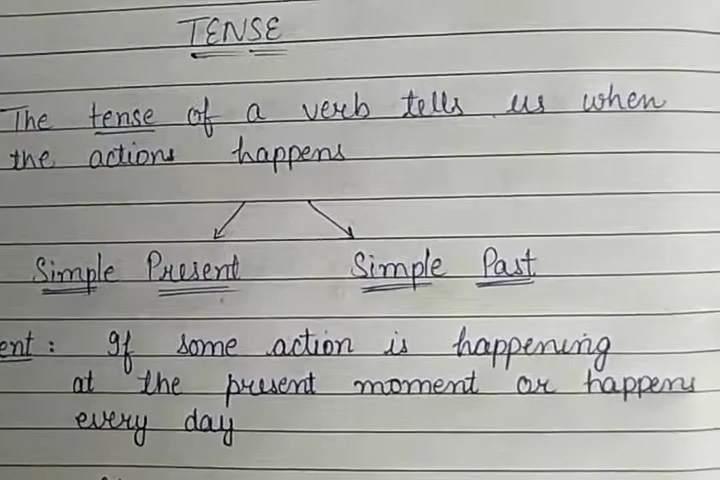 TENSE
The tense of a verb tells us when
the actions happens
Simple Present Simple Past
ent : If some action is happening
at the present moment or happens
every day